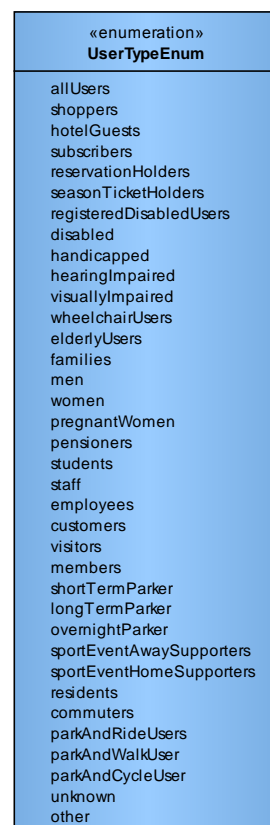 «enumeration»
UserTypeEnum
allUsers
shoppers
hotelGuests
subscribers
reservationHolders
seasonTicketHolders
registeredDisabledUsers
disabled
handicapped
hearingImpaired
visuallyImpaired
wheelchairUsers
elderlyUsers
families
men
women
pregnantWomen
pensioners
students
staff
employees
customers
visitors
members
shortTermParker
longTermParker
overnightParker
sportEventAwaySupporters
sportEventHomeSupporters
residents
commuters
parkAndRideUsers
parkAndWalkUser
parkAndCycleUser
unknown
other